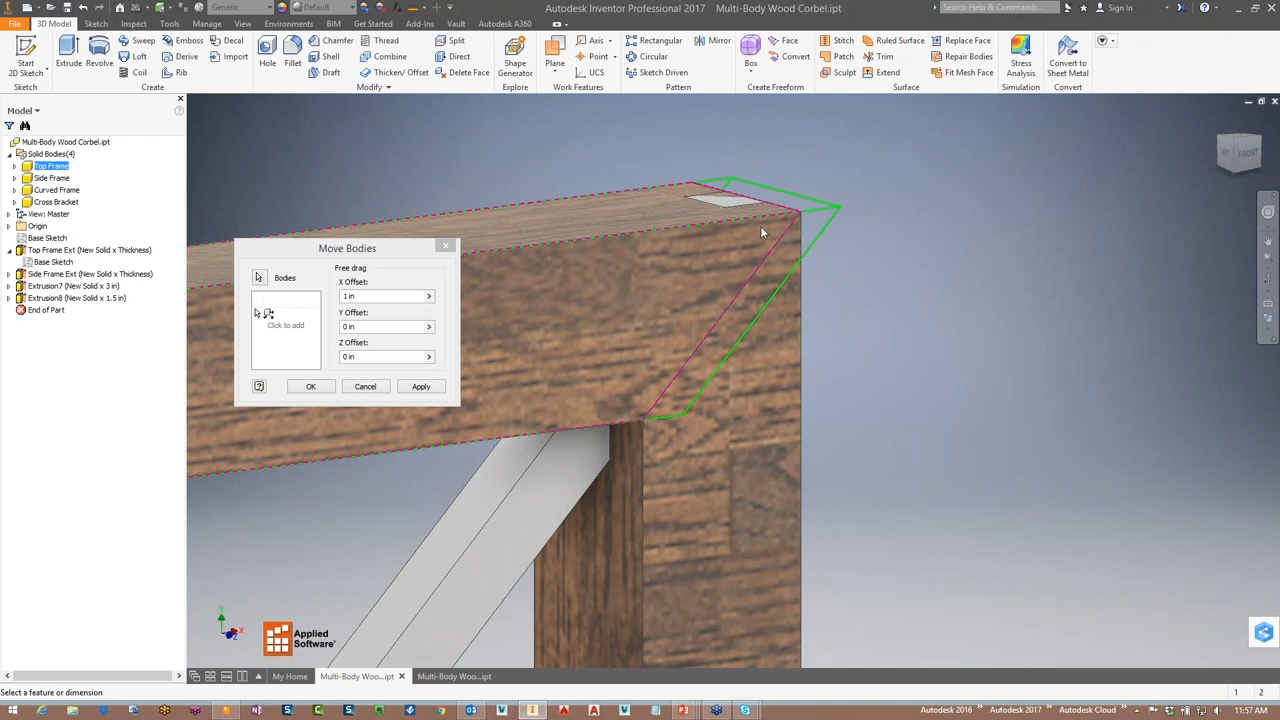 Generic
Default
Autodesk Inventor Professional 2017   Multi-Body Wood Corbel.ipt
Search Help & Commands...
Sign In
File
3D Model
Sketch
Inspect
Tools
Manage
View
Environments
BIM
Get Started
Add-Ins
Vault
Autodesk A360
Start
2D Sketch
Extrude
Revolve
Sweep
Loft
Coil
Emboss
Derive
Rib
Decal
Import
Hole
Fillet
Chamfer
Shell
Draft
Thread
Combine
Thicken/ Offset
Split
Direct
Delete Face
Shape
Generator
Plane
Axis
Point
UCS
Rectangular
Circular
Sketch Driven
Mirror
Box
Face
Convert
Stitch
Patch
Sculpt
Ruled Surface
Trim
Extend
Replace Face
Repair Bodies
Fit Mesh Face
Stress
Analysis
Convert to
Sheet Metal
Sketch
Create
Modify
Explore
Work Features
Pattern
Create Freeform
Surface
Simulation
Convert
Model
Multi-Body Wood Corbel.ipt
Solid Bodies(4)
Top Frame
Side Frame
Curved Frame
Cross Bracket
View: Master
Origin
Base Sketch
Top Frame Ext (New Solid x Thickness)
Base Sketch
Side Frame Ext (New Solid x Thickness)
Extrusion7 (New Solid x 3 in)
Extrusion8 (New Solid x 1.5 in)
End of Part
Move Bodies
Bodies
Click to add
Free drag
X Offset:
1 in
Y Offset:
0 in
Z Offset:
0 in
OK
Cancel
Apply
FRONT
Y
X
Z
Applied
Software
My Home
Multi-Body Woo...ipt
Multi-Body Woo...ipt
Select a feature or dimension
1
2
Autodesk 2016
Autodesk 2017
Autodesk Cloud
11:57 AM